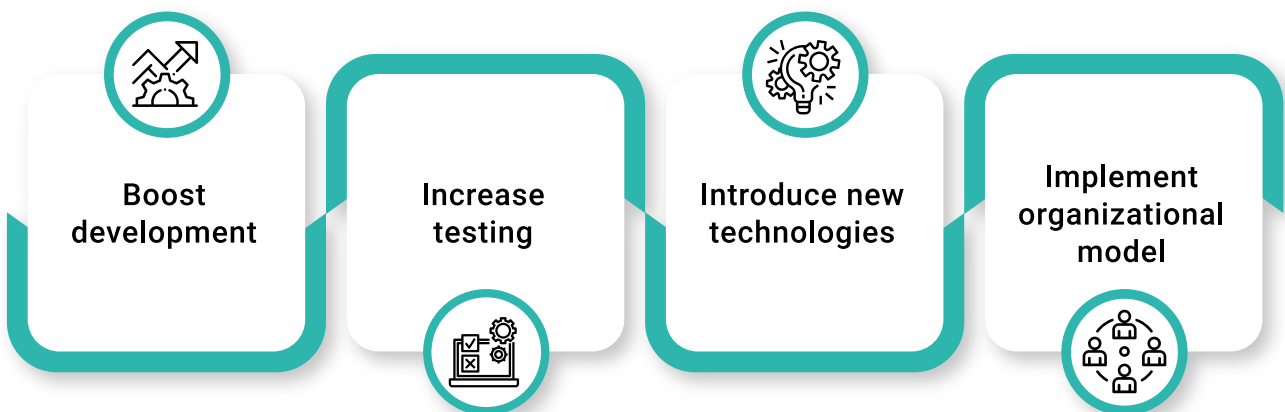 Boost
development
Increase
testing
Introduce new
technologies
Implement
organizational
model